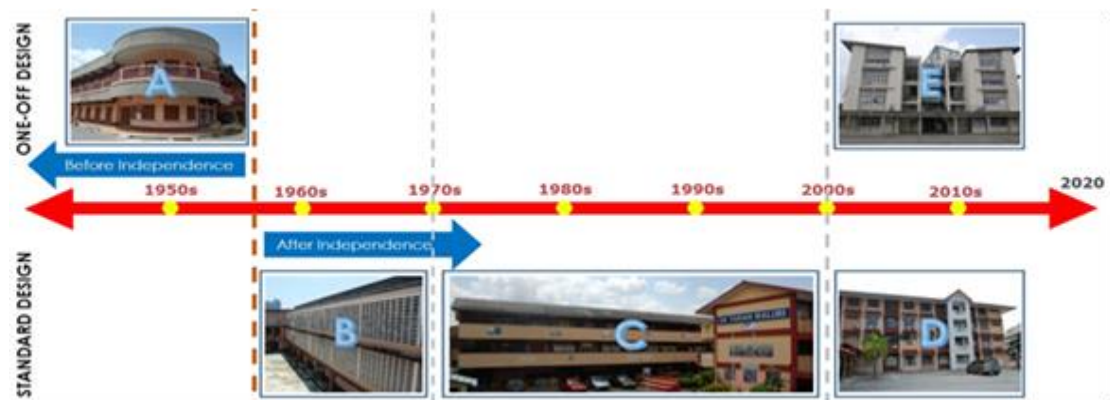 ONE-OFF DESIGN
A
E
Before Independence
1950s
1960s
1970s
1980s
1990s
2000s
2010s
2020
After Independence
STANDARD DESIGN
B
C
D